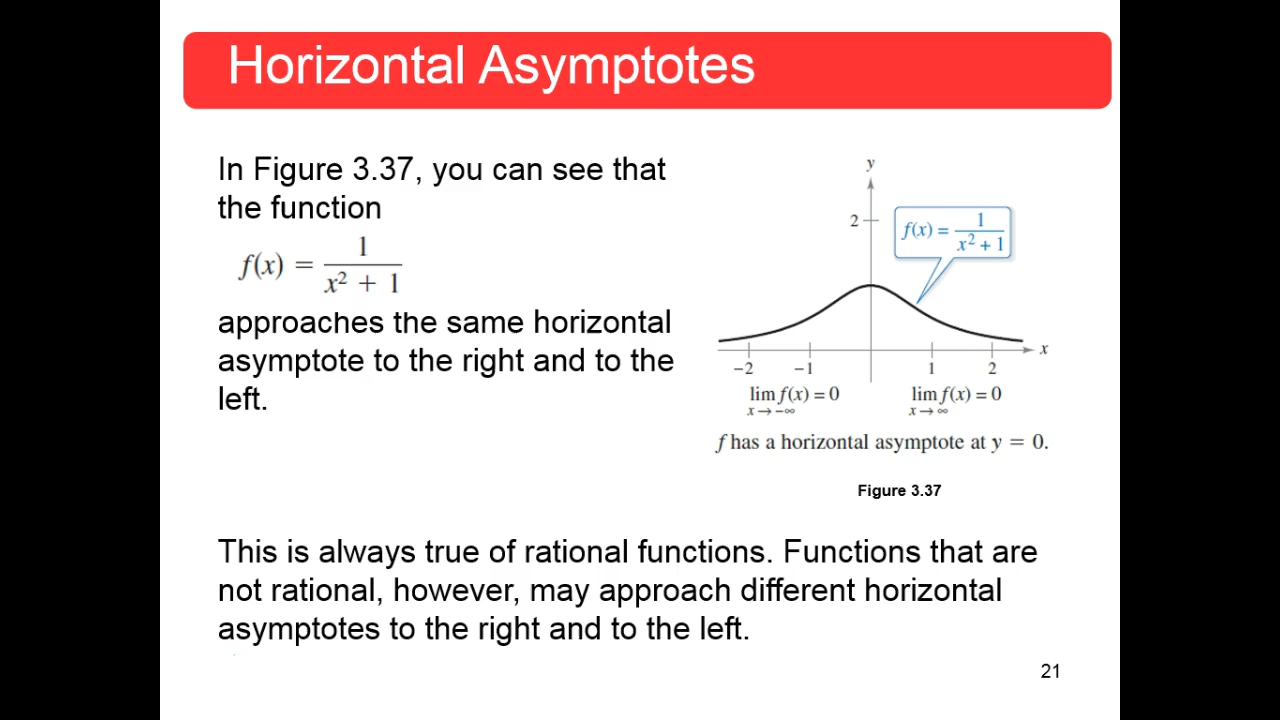 Horizontal Asymptotes
In Figure 3.37, you can see that
the function
f(x) = 1/(x² + 1)
approaches the same horizontal
asymptote to the right and to the
left.
y
2
f(x) = 1/(x² + 1)
x
−2 −1 1 2
lim f(x) = 0 lim f(x) = 0
x → −∞ x → ∞
f has a horizontal asymptote at y = 0.
Figure 3.37
This is always true of rational functions. Functions that are
not rational, however, may approach different horizontal
asymptotes to the right and to the left.
21